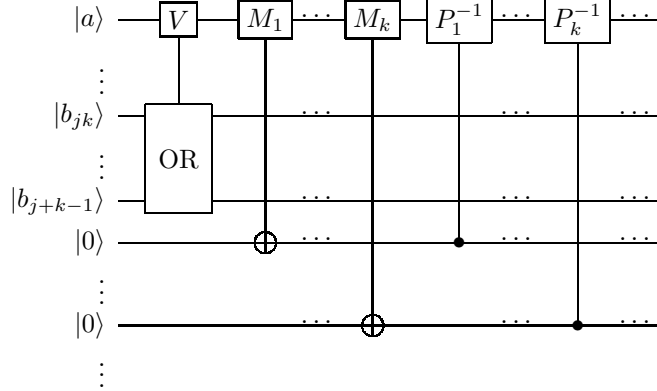 |a⟩ V M₁ ··· Mₖ ··· P₁⁻¹ ··· Pₖ⁻¹ ···
⋮
|bⱼₖ⟩ ··· ··· ···
⋮ OR
|bⱼ₊ₖ₋₁⟩ ··· ··· ···
|0⟩ ··· ··· ···
⋮
|0⟩ ··· ··· ···
⋮